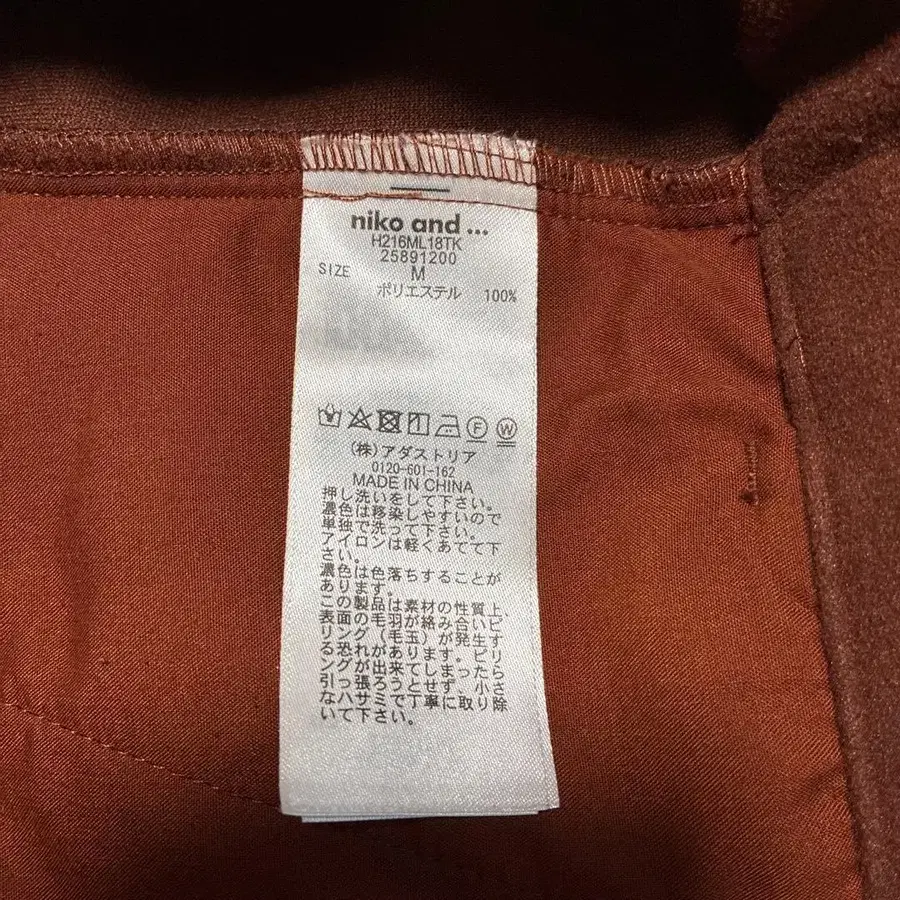 niko and ...
H216ML18TK
25891200
SIZE M
ポリエステル 100%
F W
(株)アダストリア
0120-601-162
MADE IN CHINA
押し洗いをして下さい。
濃色は移染しやすいので
単独で洗って下さい。
アイロンは軽くあてて下
さい。
濃色は色落ちすることが
あります。
この製品は素材の性質上、
表面の毛羽が絡み合いピ
リング(毛玉)が発生す
る恐れがあります。ピリ
ングが出来てしまったら
引っ張ろうとせず、小さ
なハサミで丁寧に取り除
いて下さい。